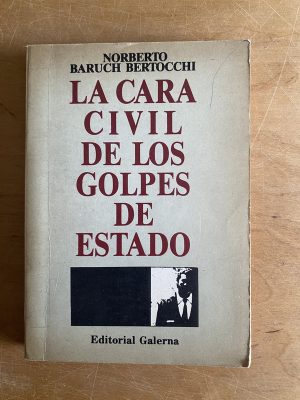 NORBERTO
BARUCH BERTOCCHI
LA CARA
CIVIL
DE LOS
GOLPES
DE
ESTADO
Editorial Galerna